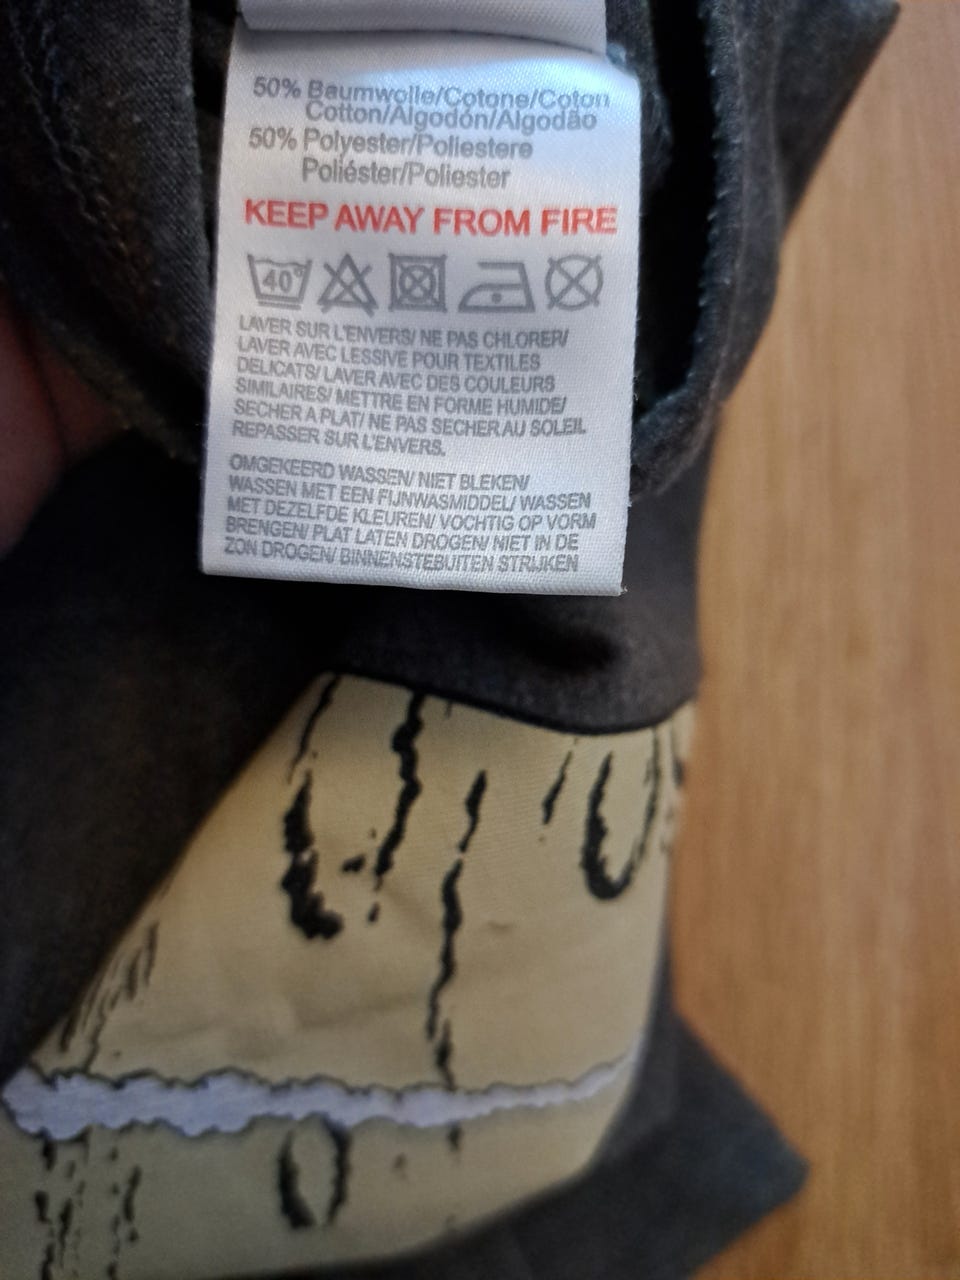 50% Baumwolle/Cotone/Coton
Cotton/Algodón/Algodão
50% Polyester/Poliestere
Poliéster/Poliester
KEEP AWAY FROM FIRE
40°
LAVER SUR L'ENVERS/ NE PAS CHLORER/
LAVER AVEC LESSIVE POUR TEXTILES
DELICATS/ LAVER AVEC DES COULEURS
SIMILAIRES/ METTRE EN FORME HUMIDE/
SECHER A PLAT/ NE PAS SECHER AU SOLEIL
REPASSER SUR L'ENVERS.
OMGEKEERD WASSEN/ NIET BLEKEN/
WASSEN MET EEN FIJNWASMIDDEL/ WASSEN
MET DEZELFDE KLEUREN/ VOCHTIG OP VORM
BRENGEN/ PLAT LATEN DROGEN/ NIET IN DE
ZON DROGEN/ BINNENSTEBUITEN STRIJKEN